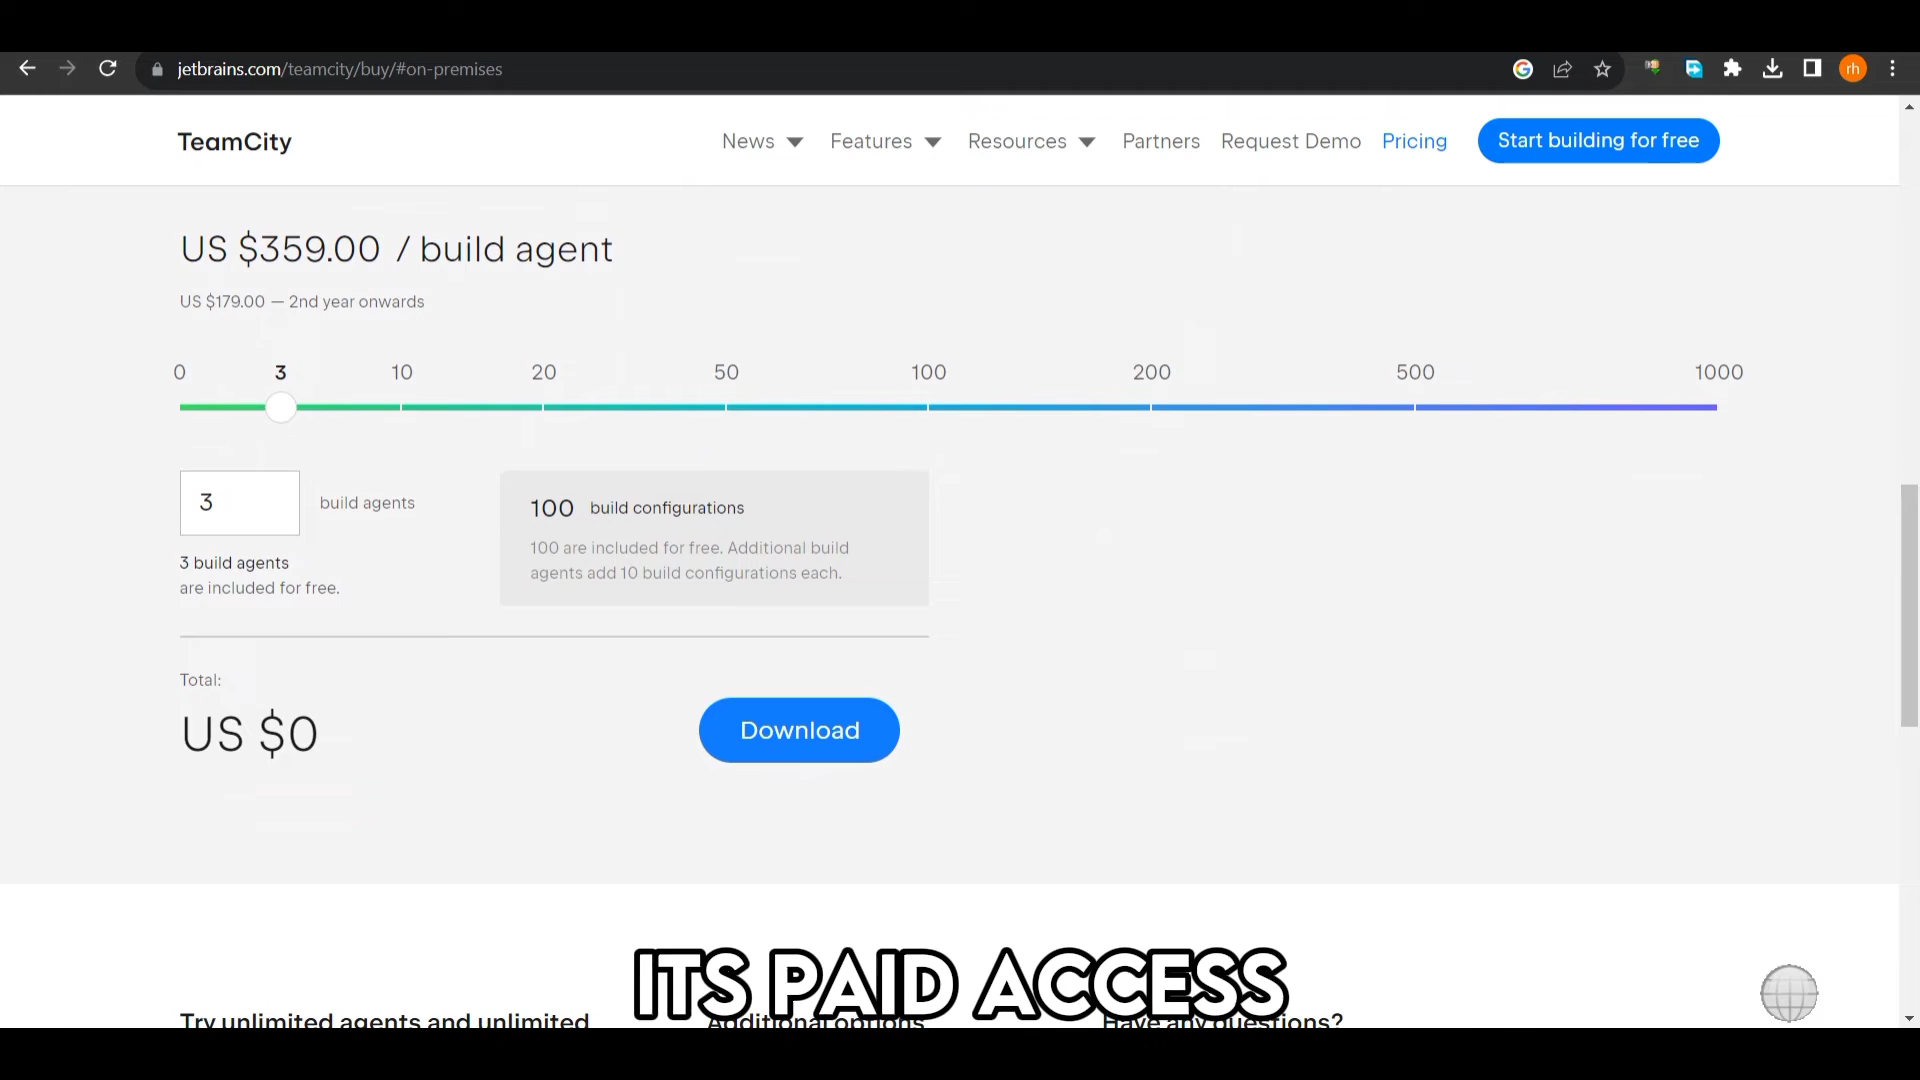 jetbrains.com/teamcity/buy/#on-premises
rh
TeamCity
News
Features
Resources
Partners
Request Demo
Pricing
Start building for free
US $359.00 / build agent
US $179.00 — 2nd year onwards
0 3 10 20 50 100 200 500 1000
3 build agents
3 build agents
are included for free.
100 build configurations
100 are included for free. Additional build
agents add 10 build configurations each.
Total:
US $0
Download
ITS PAID ACCESS
Try unlimited agents and unlimited
Additional options
Have any questions?